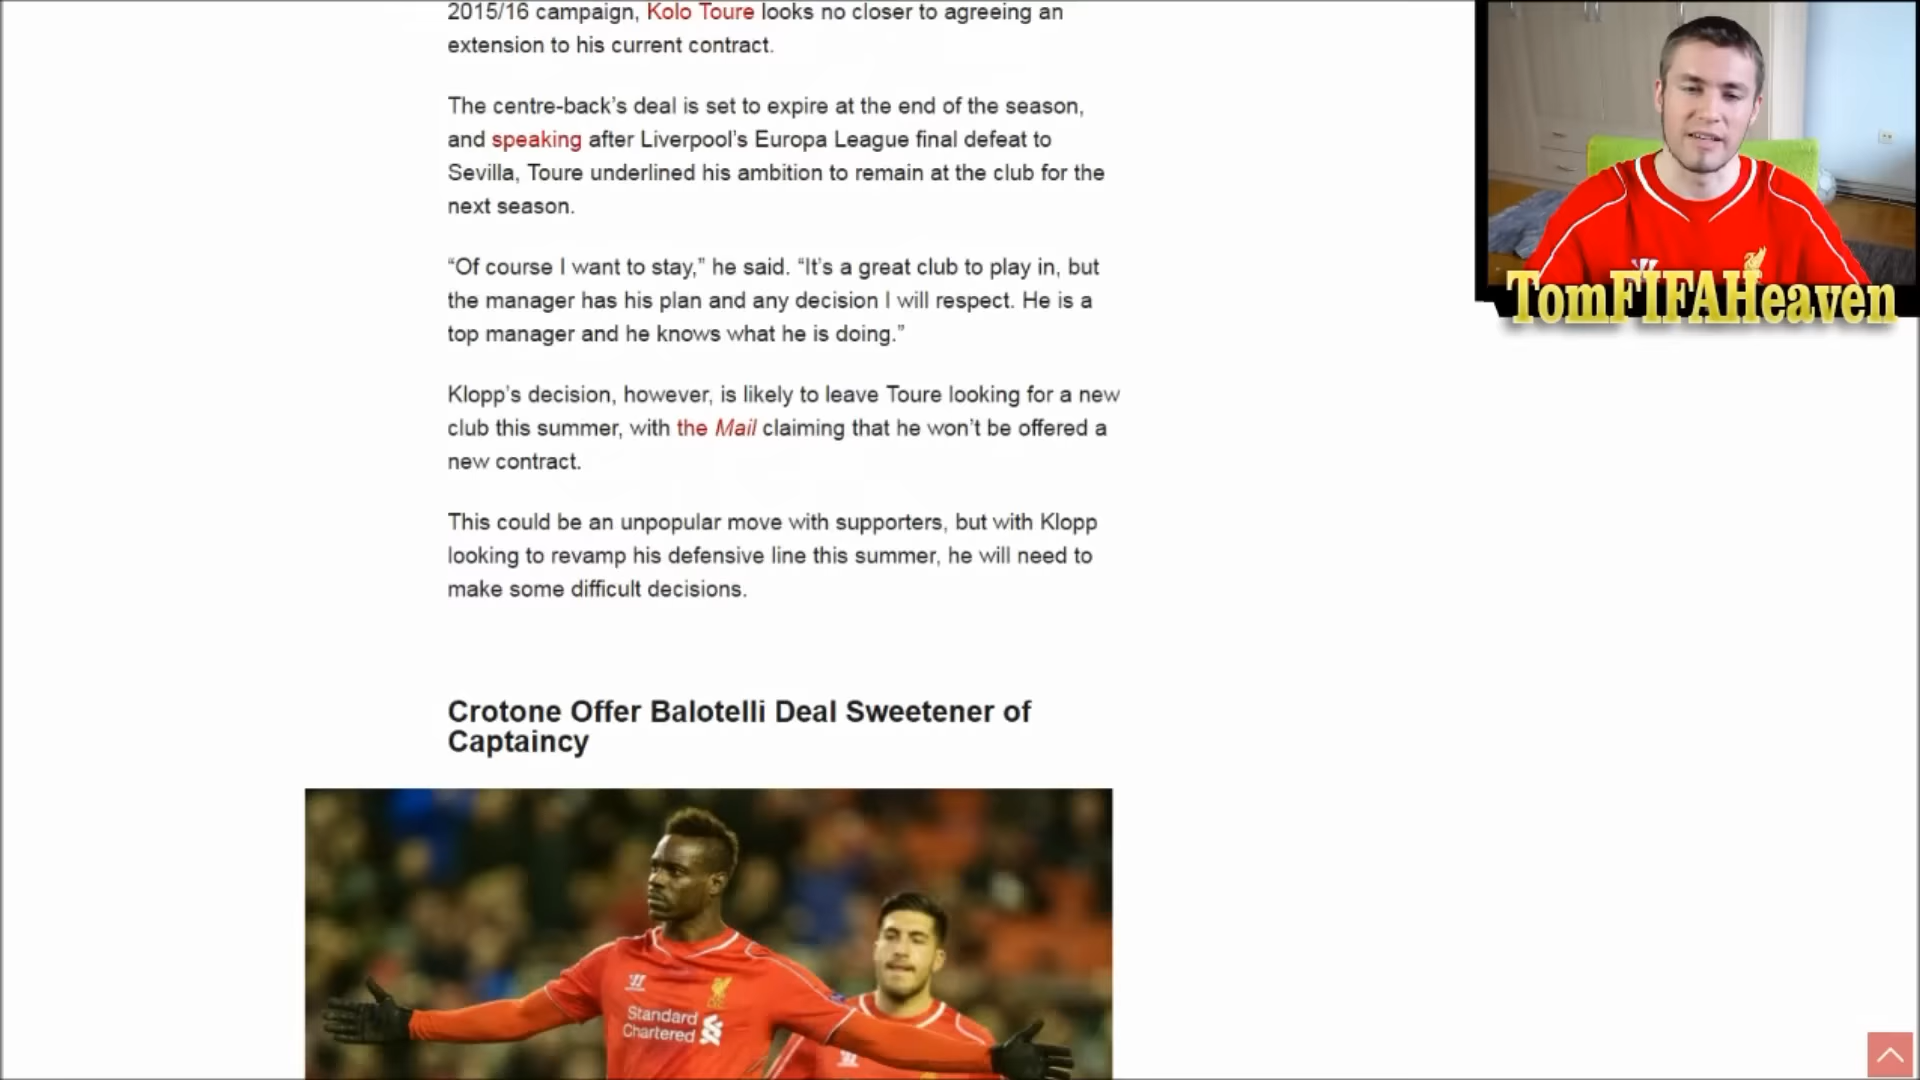 2015/16 campaign, Kolo Toure looks no closer to agreeing an
extension to his current contract.
The centre-back’s deal is set to expire at the end of the season,
and speaking after Liverpool’s Europa League final defeat to
Sevilla, Toure underlined his ambition to remain at the club for the
next season.
“Of course I want to stay,” he said. “It’s a great club to play in, but
the manager has his plan and any decision I will respect. He is a
top manager and he knows what he is doing.”
Klopp’s decision, however, is likely to leave Toure looking for a new
club this summer, with the Mail claiming that he won’t be offered a
new contract.
This could be an unpopular move with supporters, but with Klopp
looking to revamp his defensive line this summer, he will need to
make some difficult decisions.
Crotone Offer Balotelli Deal Sweetener of
Captaincy
Standard
Chartered
TomFIFAHeaven